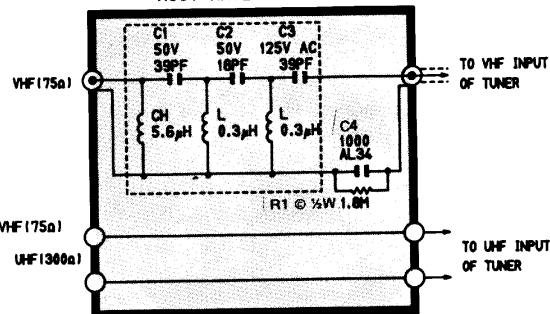 C1 C2 C3
50V 50V 125V AC
39PF 18PF 39PF
VHF(75Ω)
TO VHF INPUT
OF TUNER
CH L L
5.6μH 0.3μH 0.3μH
C4
1000
AL34
R1 © ½W 1.8M
VHF(75Ω)
UHF(300Ω)
TO UHF INPUT
OF TUNER